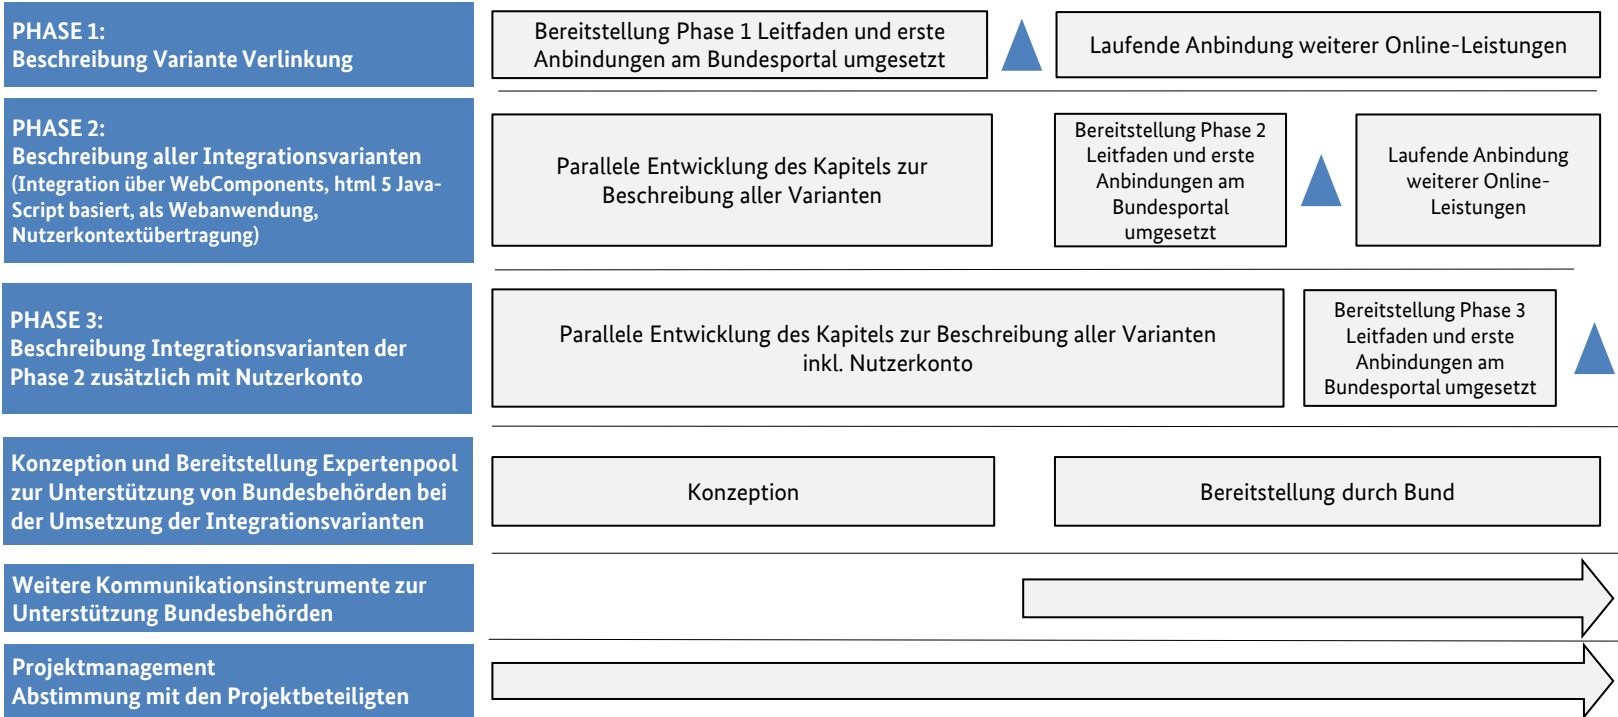 PHASE 1:
Beschreibung Variante Verlinkung
Bereitstellung Phase 1 Leitfaden und erste
Anbindungen am Bundesportal umgesetzt
Laufende Anbindung weiterer Online-Leistungen
PHASE 2:
Beschreibung aller Integrationsvarianten
(Integration über WebComponents, html 5 Java-
Script basiert, als Webanwendung,
Nutzerkontextübertragung)
Parallele Entwicklung des Kapitels zur
Beschreibung aller Varianten
Bereitstellung Phase 2
Leitfaden und erste
Anbindungen am
Bundesportal
umgesetzt
Laufende Anbindung
weiterer Online-
Leistungen
PHASE 3:
Beschreibung Integrationsvarianten der
Phase 2 zusätzlich mit Nutzerkonto
Parallele Entwicklung des Kapitels zur Beschreibung aller Varianten
inkl. Nutzerkonto
Bereitstellung Phase 3
Leitfaden und erste
Anbindungen am
Bundesportal umgesetzt
Konzeption und Bereitstellung Expertenpool
zur Unterstützung von Bundesbehörden bei
der Umsetzung der Integrationsvarianten
Konzeption
Bereitstellung durch Bund
Weitere Kommunikationsinstrumente zur
Unterstützung Bundesbehörden
Projektmanagement
Abstimmung mit den Projektbeteiligten